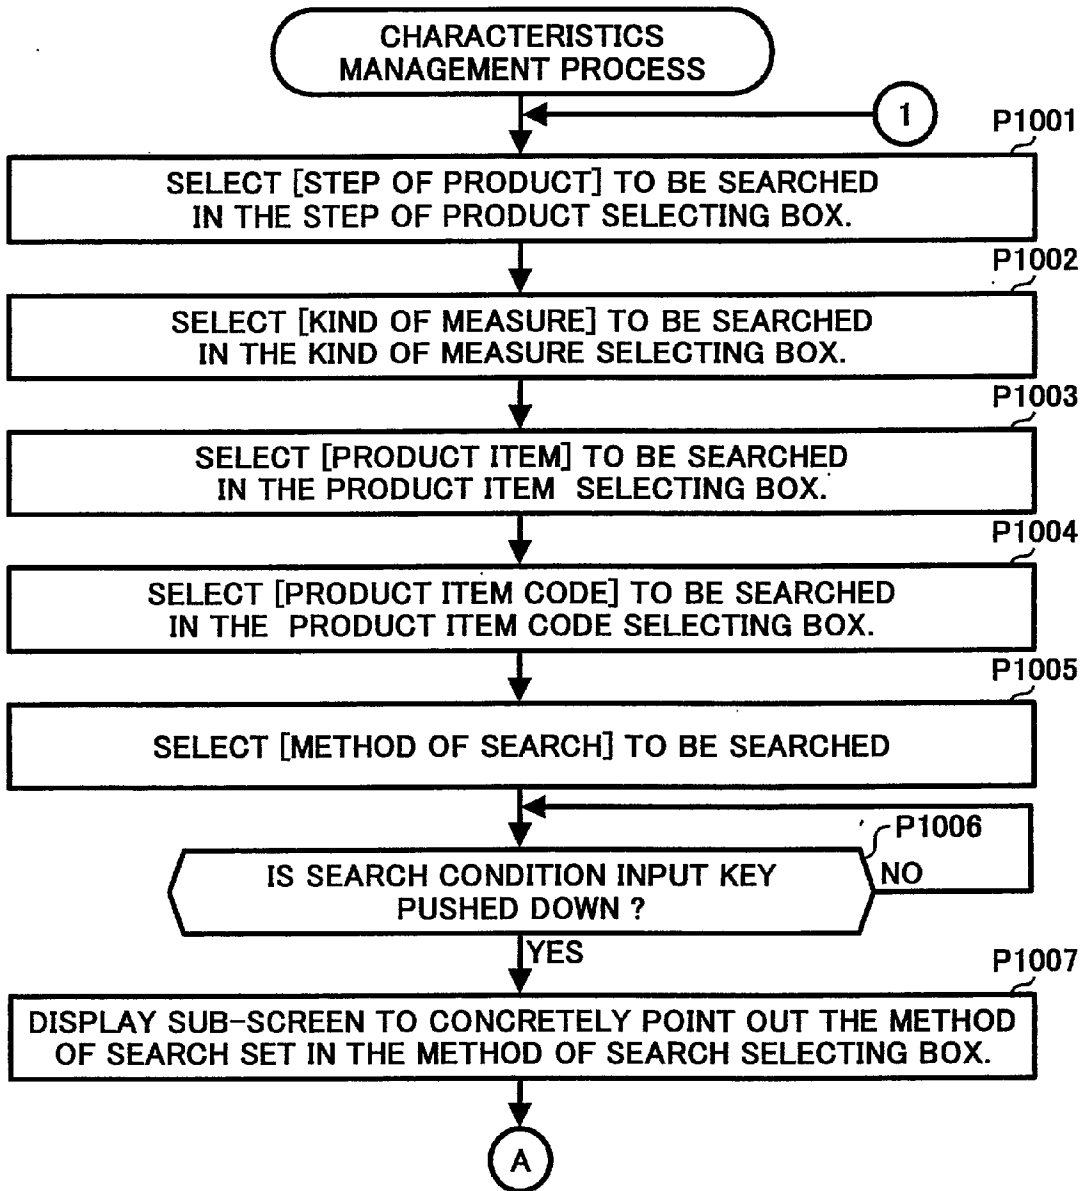 CHARACTERISTICS
MANAGEMENT PROCESS
1
P1001
SELECT [STEP OF PRODUCT] TO BE SEARCHED
IN THE STEP OF PRODUCT SELECTING BOX.
P1002
SELECT [KIND OF MEASURE] TO BE SEARCHED
IN THE KIND OF MEASURE SELECTING BOX.
P1003
SELECT [PRODUCT ITEM] TO BE SEARCHED
IN THE PRODUCT ITEM SELECTING BOX.
P1004
SELECT [PRODUCT ITEM CODE] TO BE SEARCHED
IN THE PRODUCT ITEM CODE SELECTING BOX.
P1005
SELECT [METHOD OF SEARCH] TO BE SEARCHED
P1006
IS SEARCH CONDITION INPUT KEY
PUSHED DOWN ?
NO
YES
P1007
DISPLAY SUB-SCREEN TO CONCRETELY POINT OUT THE METHOD
OF SEARCH SET IN THE METHOD OF SEARCH SELECTING BOX.
A